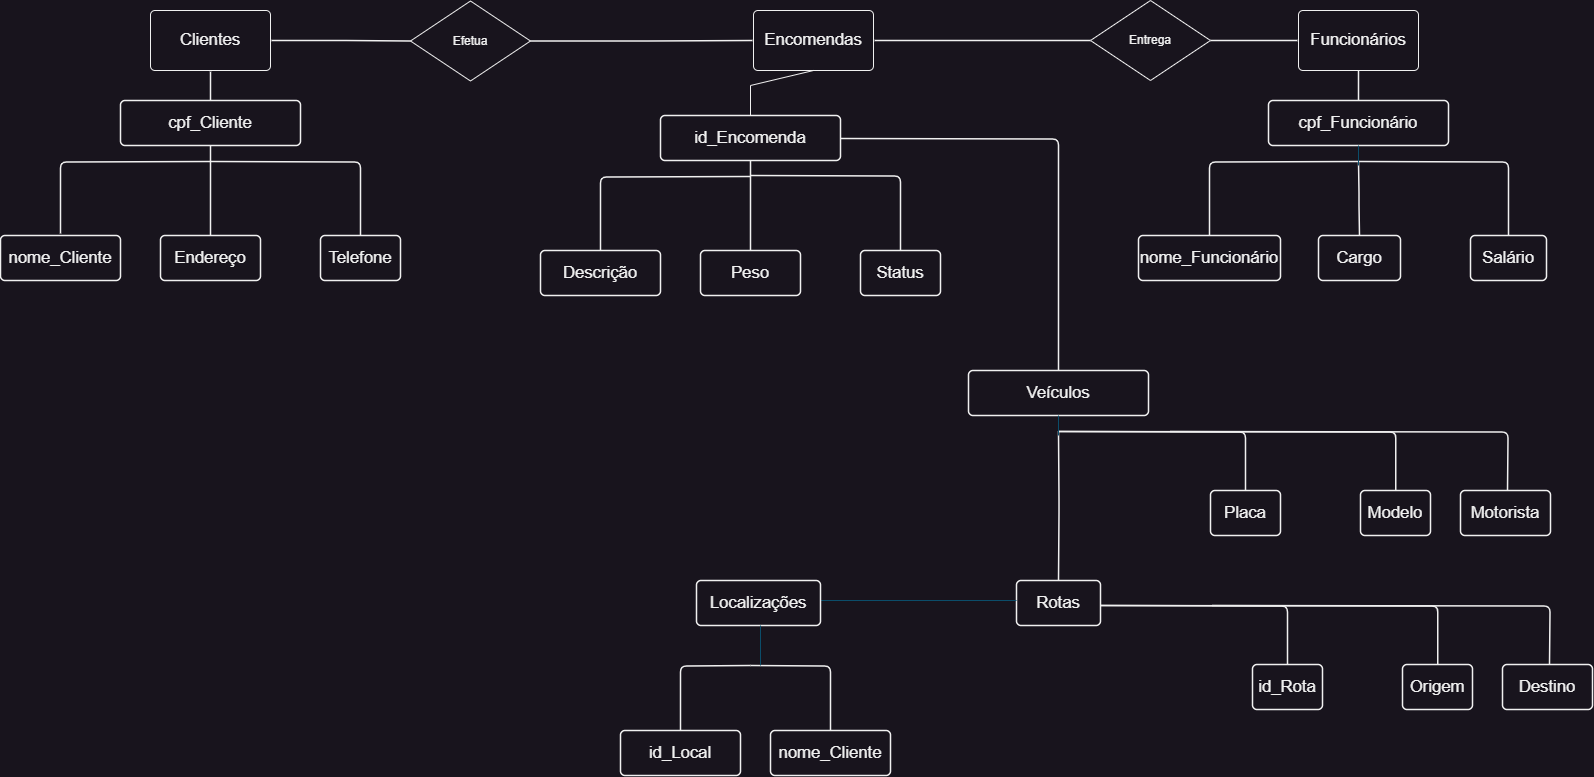 Clientes
Efetua
Encomendas
Entrega
Funcionários
cpf_Cliente
id_Encomenda
cpf_Funcionário
nome_Cliente
Endereço
Telefone
Descrição
Peso
Status
nome_Funcionário
Cargo
Salário
Veículos
Placa
Modelo
Motorista
Localizações
Rotas
id_Rota
Origem
Destino
id_Local
nome_Cliente